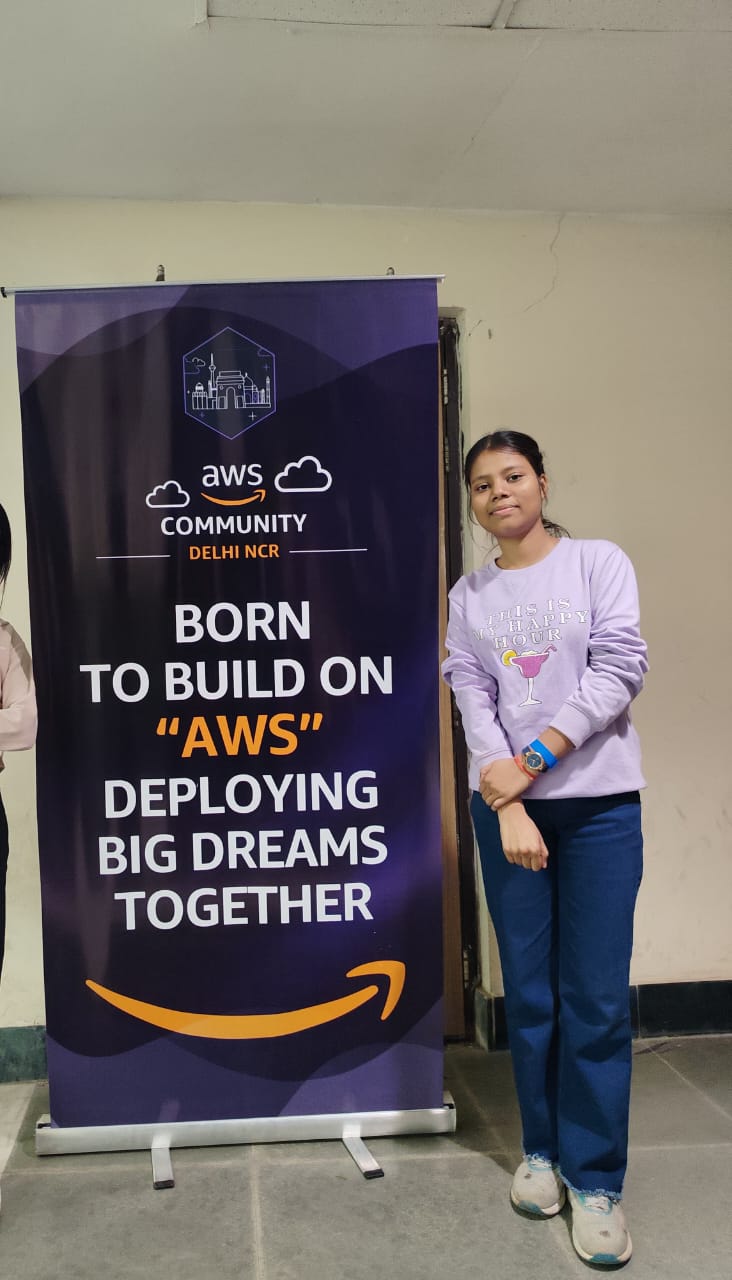 aws
COMMUNITY
DELHI NCR
BORN
TO BUILD ON
“AWS”
DEPLOYING
BIG DREAMS
TOGETHER
THIS IS
MY HAPPY
HOUR